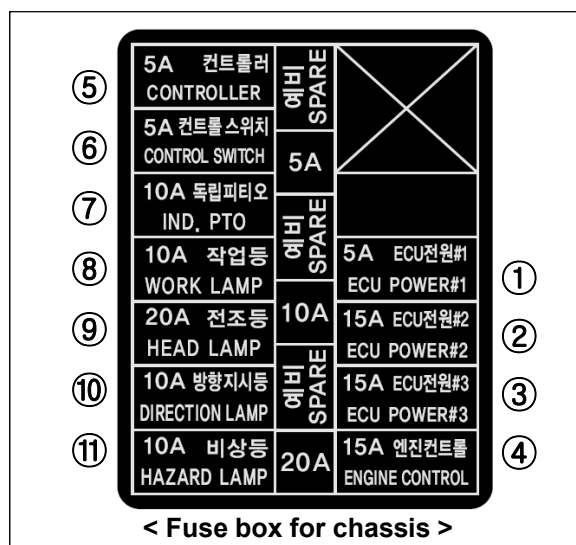 ⑤
5A 컨트롤러
CONTROLLER
⑥
5A 컨트롤스위치
CONTROL SWITCH
⑦
10A 독립피티오
IND. PTO
⑧
10A 작업등
WORK LAMP
⑨
20A 전조등
HEAD LAMP
⑩
10A 방향지시등
DIRECTION LAMP
⑪
10A 비상등
HAZARD LAMP
예비
SPARE
5A
예비
SPARE
10A
예비
SPARE
20A
5A ECU전원#1
ECU POWER#1
①
15A ECU전원#2
ECU POWER#2
②
15A ECU전원#3
ECU POWER#3
③
15A 엔진컨트롤
ENGINE CONTROL
④
< Fuse box for chassis >